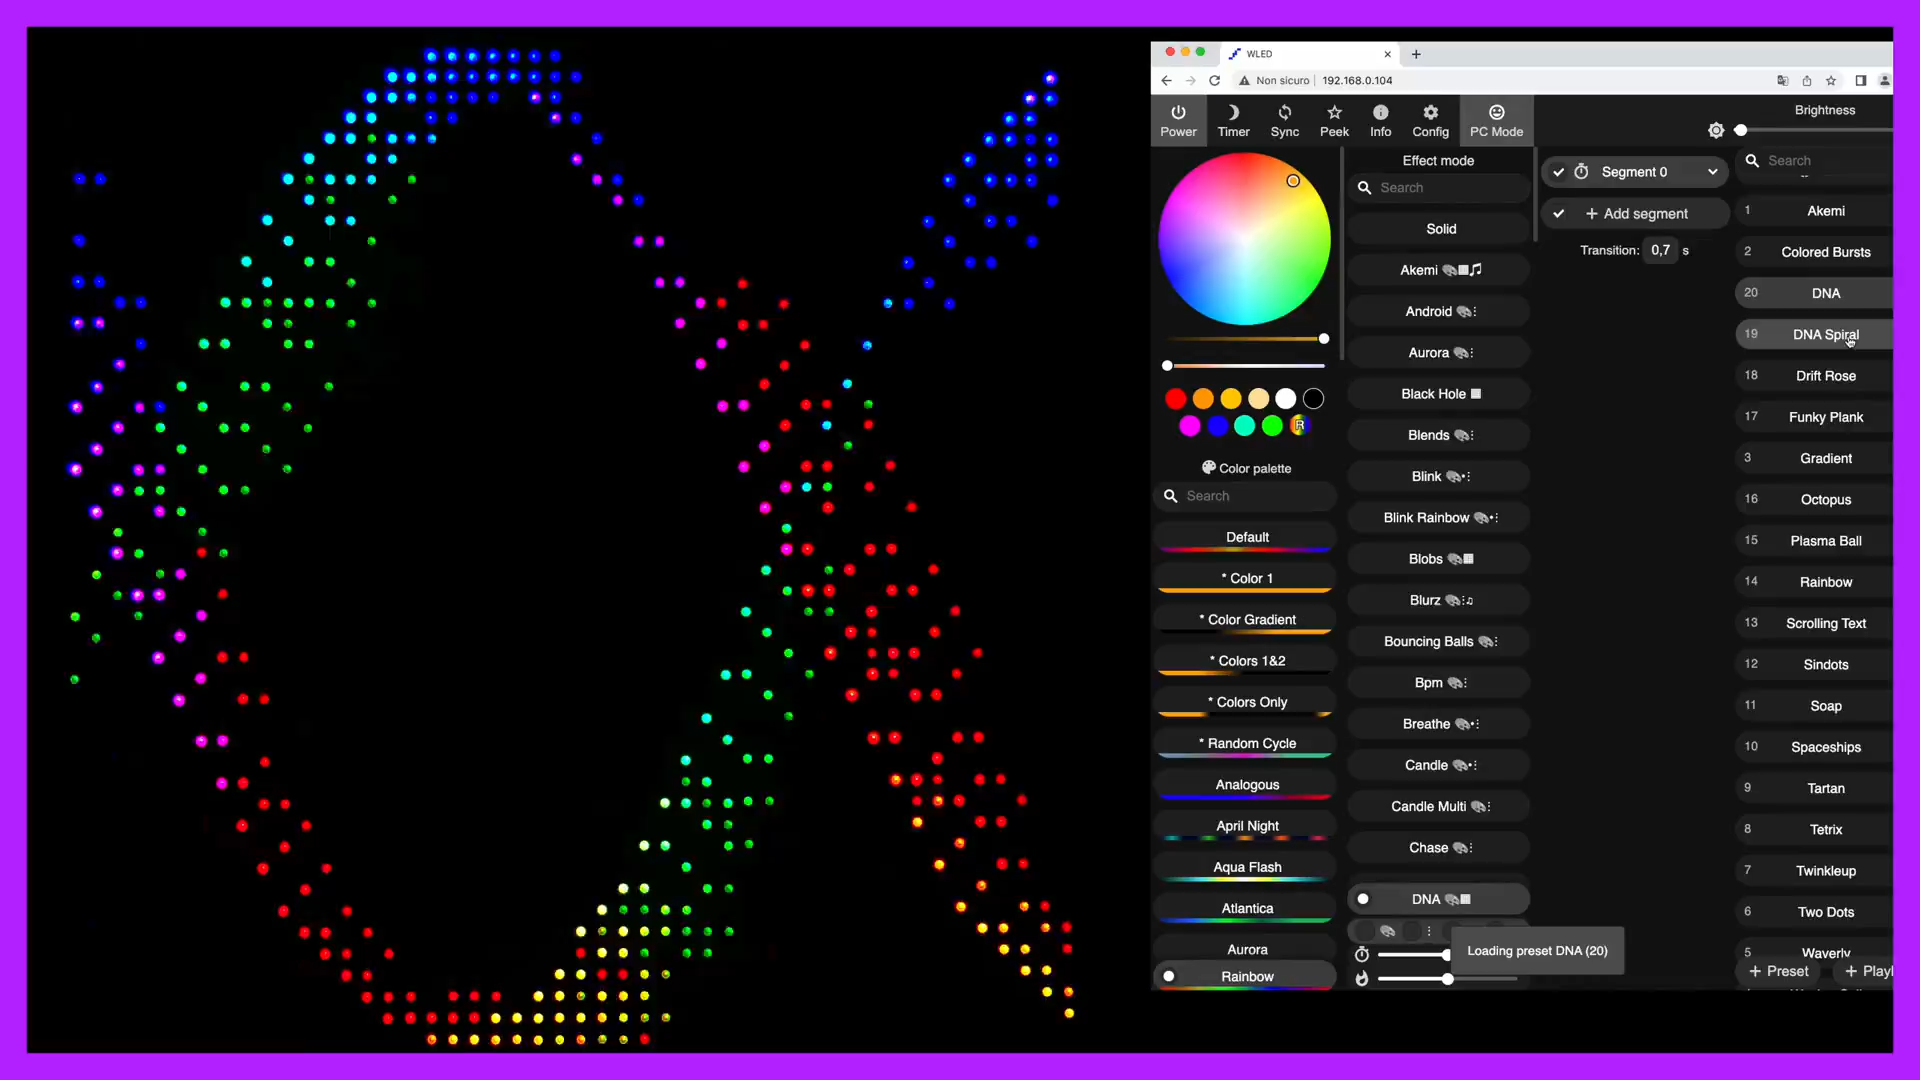 WLED
Non sicuro
192.168.0.104
Power
Timer
Sync
Peek
Info
Config
PC Mode
Brightness
Effect mode
Search
Solid
Akemi
Android
Aurora
Black Hole
Blends
Blink
Blink Rainbow
Blobs
Blurz
Bouncing Balls
Bpm
Breathe
Candle
Candle Multi
Chase
DNA
Loading preset DNA (20)
R
Color palette
Search
Default
* Color 1
* Color Gradient
* Colors 1&2
* Colors Only
* Random Cycle
Analogous
April Night
Aqua Flash
Atlantica
Aurora
Rainbow
Segment 0
+ Add segment
Transition: 0,7 s
Search
1 Akemi
2 Colored Bursts
20 DNA
19 DNA Spiral
18 Drift Rose
17 Funky Plank
3 Gradient
16 Octopus
15 Plasma Ball
14 Rainbow
13 Scrolling Text
12 Sindots
11 Soap
10 Spaceships
9 Tartan
8 Tetrix
7 Twinkleup
6 Two Dots
5 Waverly
+ Preset
+ Playl